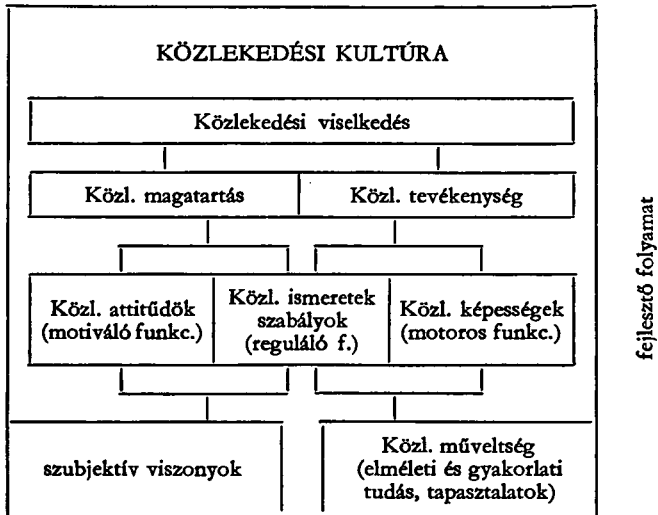 KÖZLEKEDÉSI KULTÚRA
Közlekedési viselkedés
Közl. magatartás
Közl. tevékenység
Közl. attitűdök
(motiváló funkc.)
Közl. ismeretek
szabályok
(reguláló f.)
Közl. képességek
(motoros funkc.)
szubjektív viszonyok
Közl. műveltség
(elméleti és gyakorlati
tudás, tapasztalatok)
fejlesztő folyamat